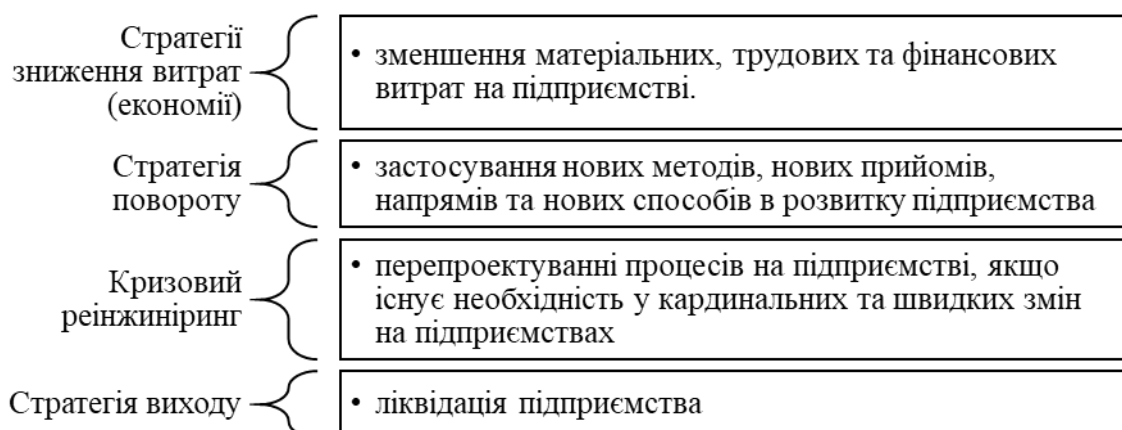 Стратегії
зниження витрат
(економії)
• зменшення матеріальних, трудових та фінансових
витрат на підприємстві.
Стратегія
повороту
• застосування нових методів, нових прийомів,
напрямів та нових способів в розвитку підприємства
Кризовий
реінжиніринг
• перепроектуванні процесів на підприємстві, якщо
існує необхідність у кардинальних та швидких змін
на підприємствах
Стратегія виходу
• ліквідація підприємства